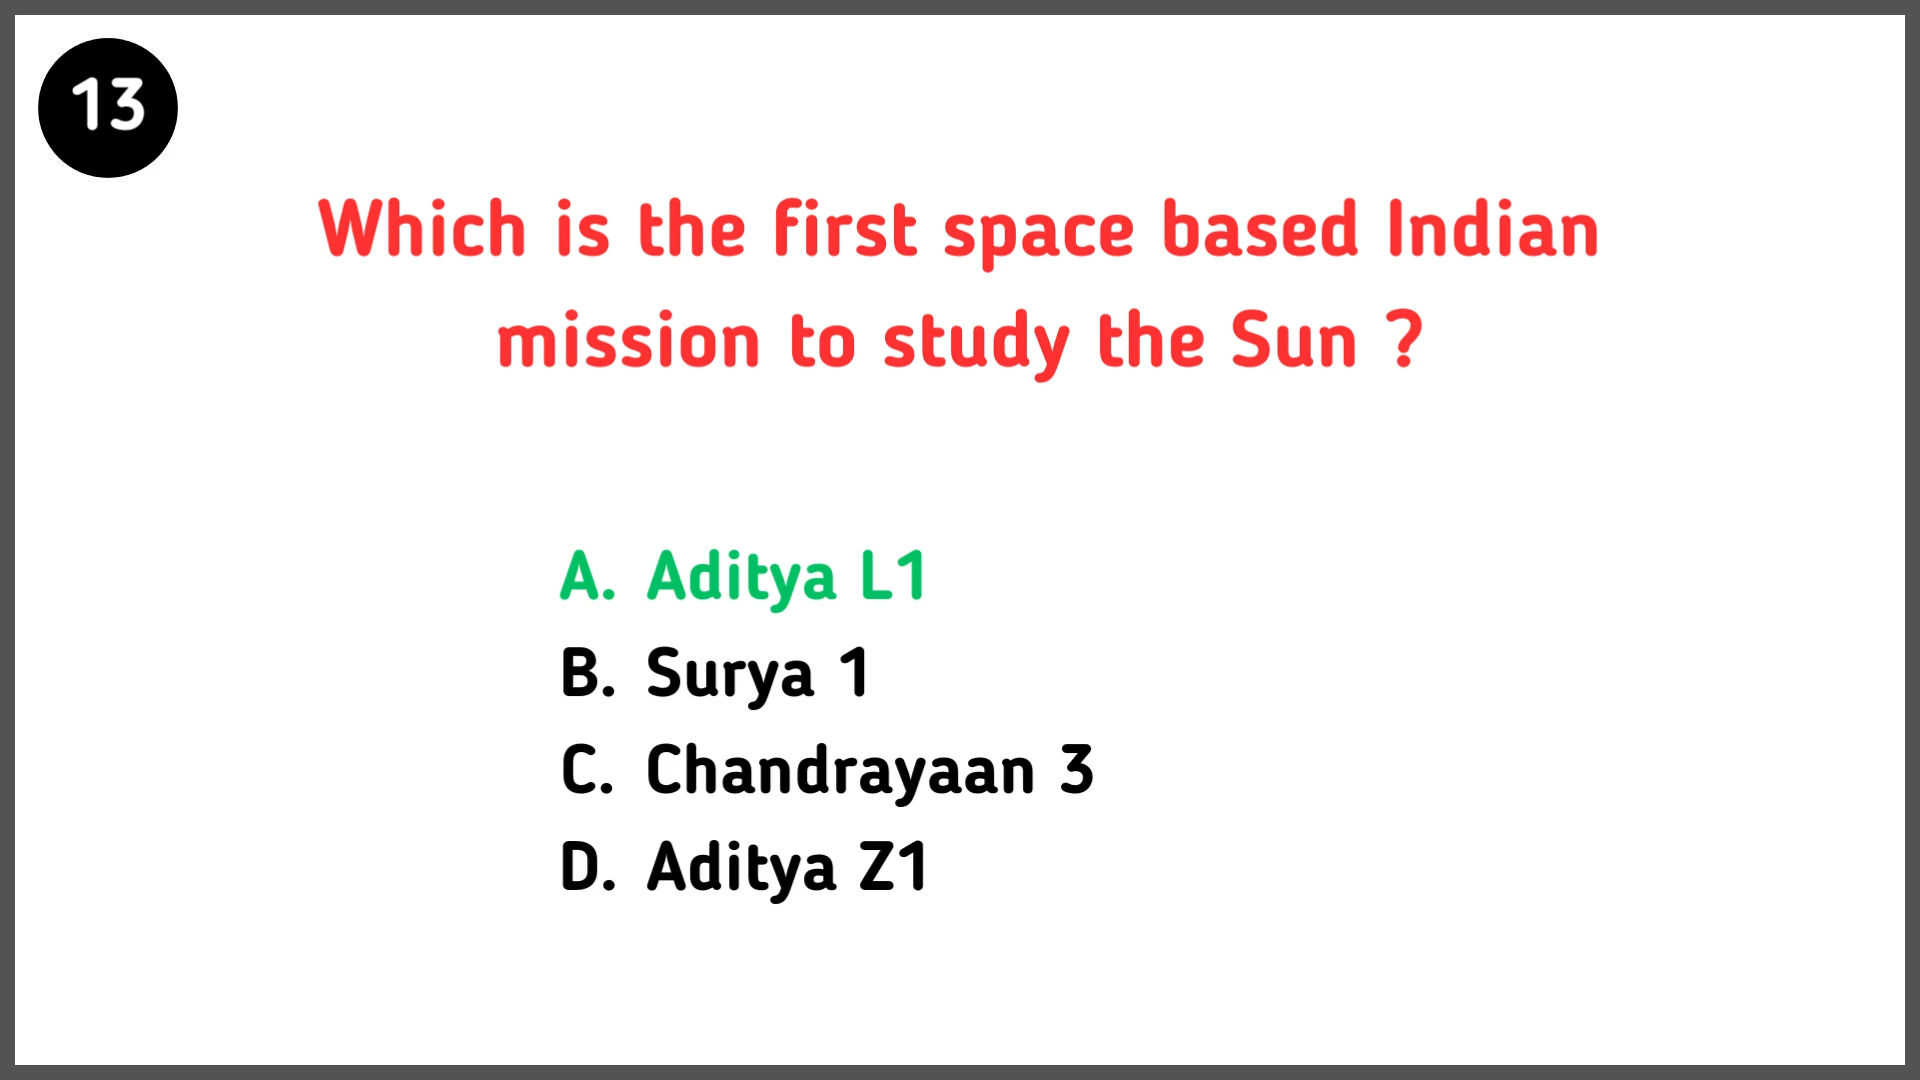 13
Which is the first space based Indian
mission to study the Sun ?
A. Aditya L1
B. Surya 1
C. Chandrayaan 3
D. Aditya Z1